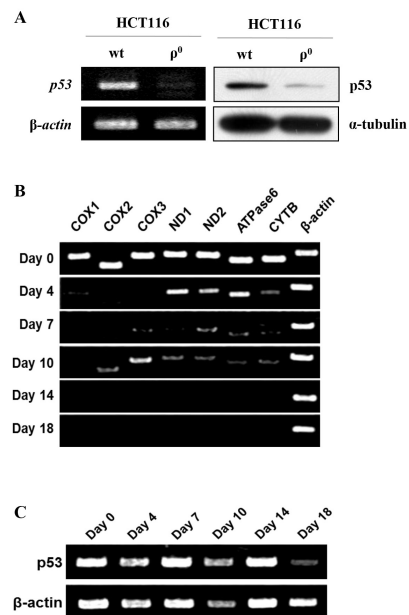 A
HCT116 HCT116
wt ρ⁰ wt ρ⁰
p53 p53
β-actin α-tubulin
B
COX1 COX2 COX3 ND1 ND2 ATPase6 CYTB β-actin
Day 0
Day 4
Day 7
Day 10
Day 14
Day 18
C
Day 0 Day 4 Day 7 Day 10 Day 14 Day 18
p53
β-actin